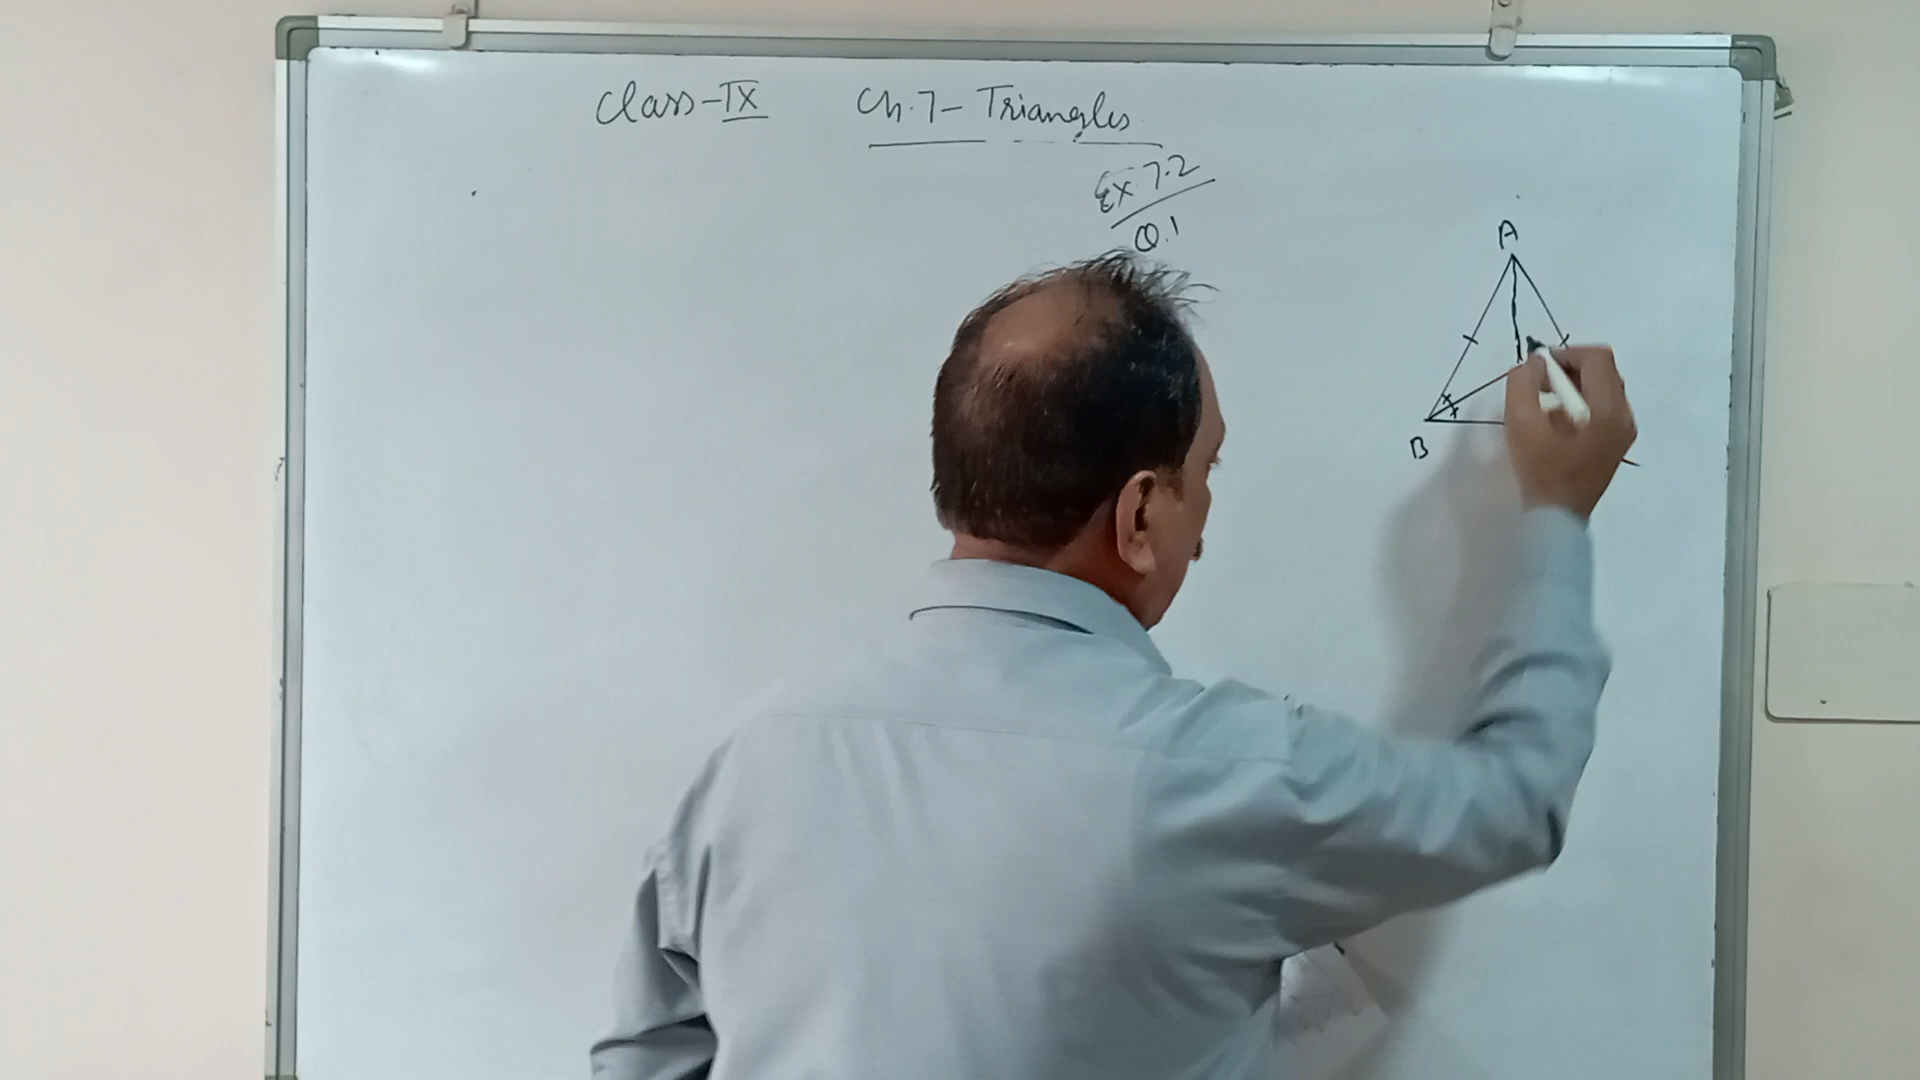 Class-IX Ch.7- Triangles
Ex 7.2
Q.1
A
B